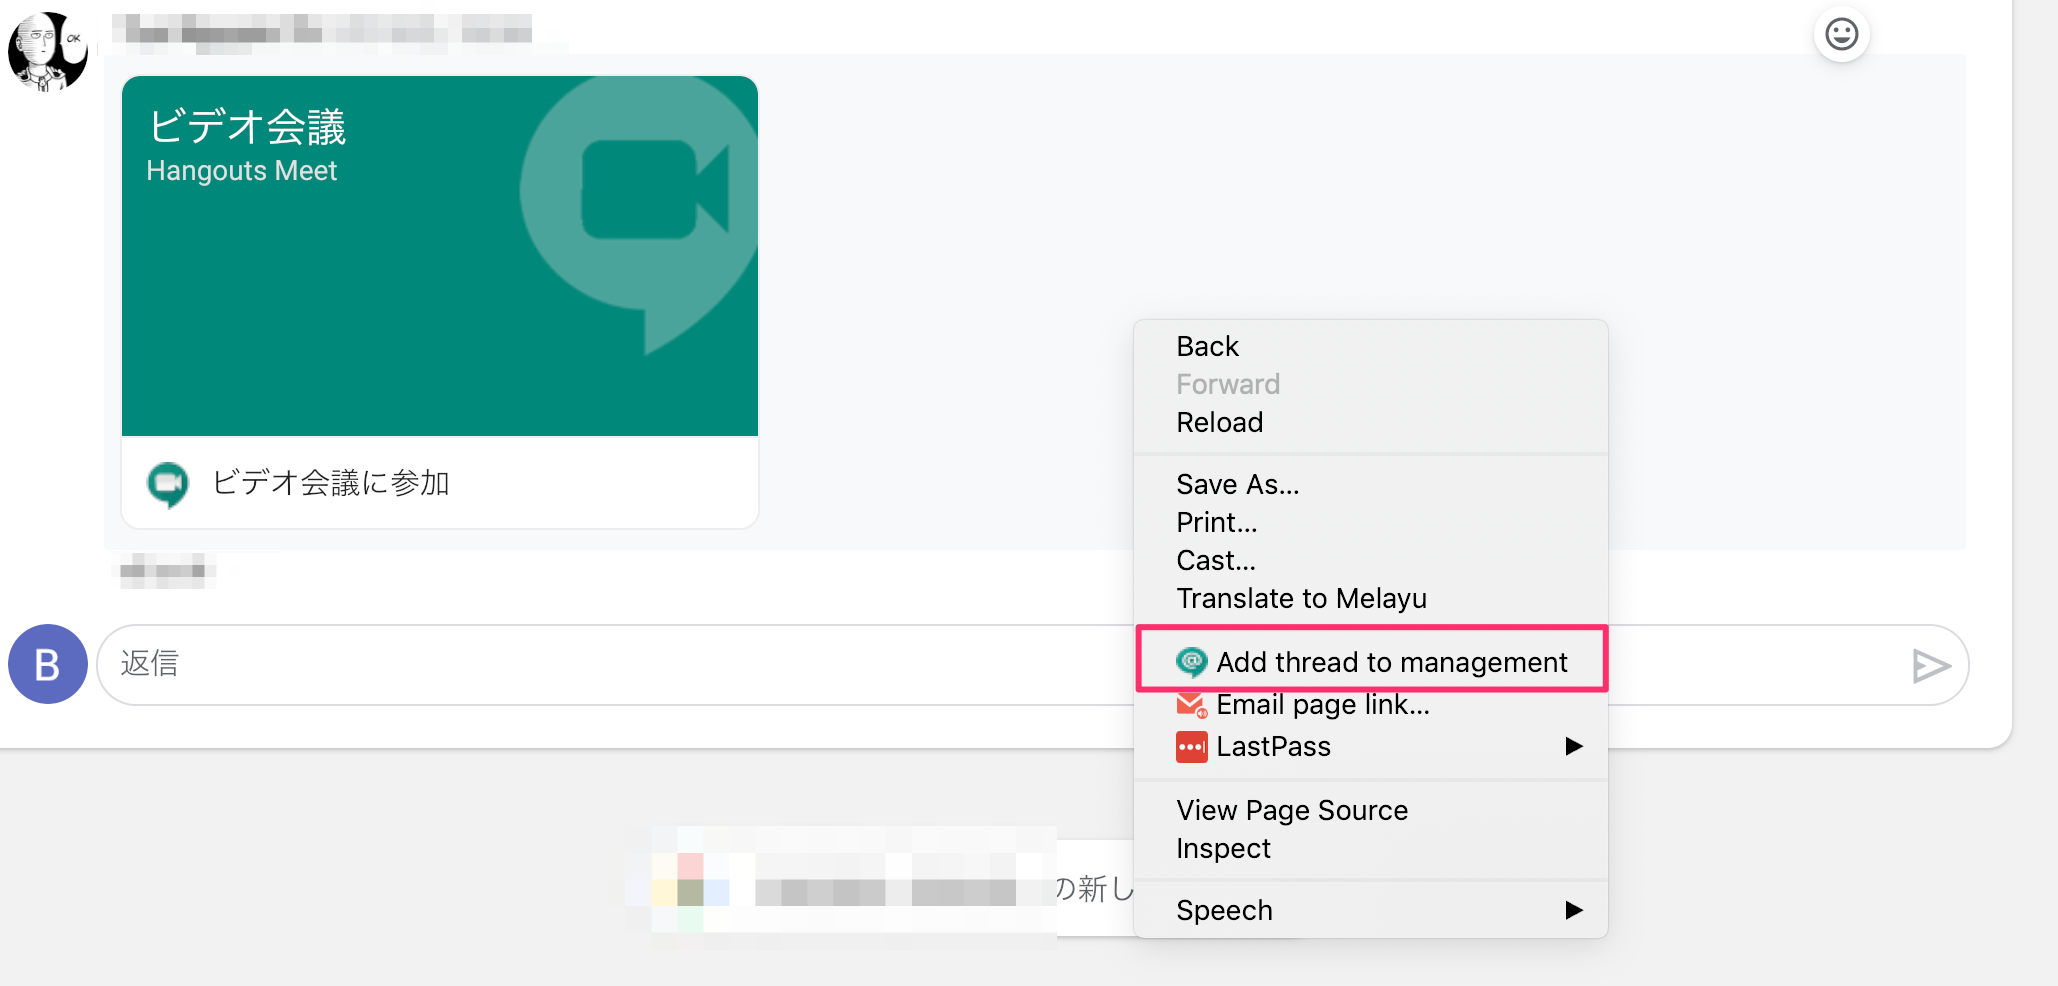 OK
ビデオ会議
Hangouts Meet
ビデオ会議に参加
B
返信
の新し
Back
Forward
Reload
Save As...
Print...
Cast...
Translate to Melayu
Add thread to management
Email page link...
LastPass
View Page Source
Inspect
Speech